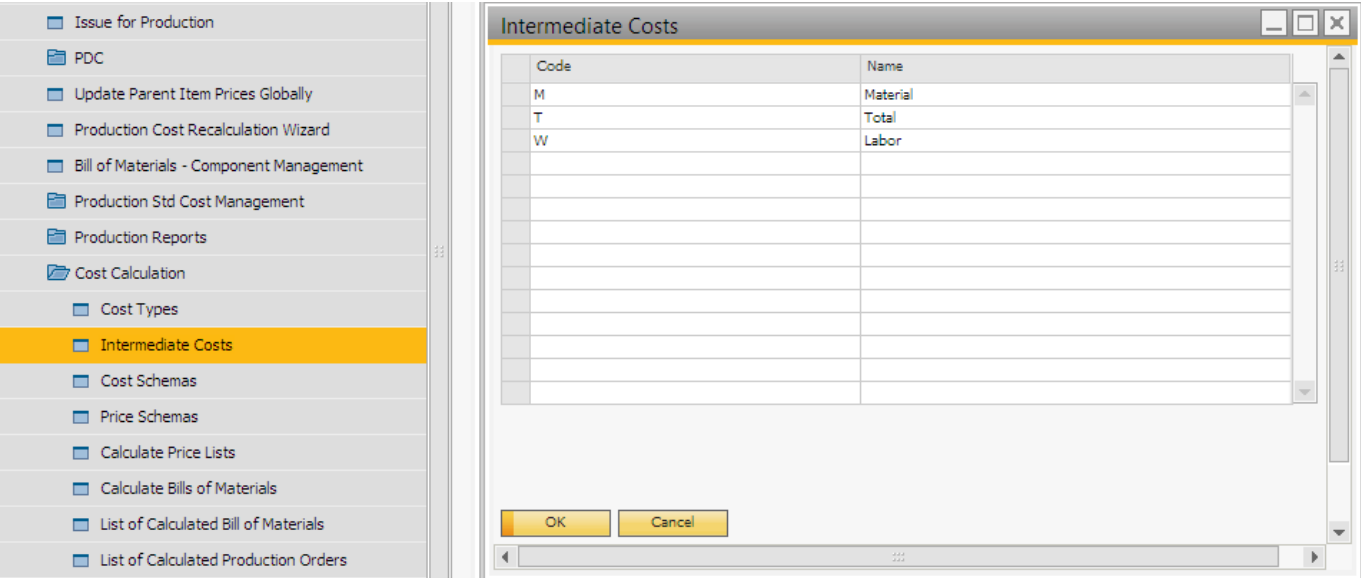 Issue for Production
PDC
Update Parent Item Prices Globally
Production Cost Recalculation Wizard
Bill of Materials - Component Management
Production Std Cost Management
Production Reports
Cost Calculation
Cost Types
Intermediate Costs
Cost Schemas
Price Schemas
Calculate Price Lists
Calculate Bills of Materials
List of Calculated Bill of Materials
List of Calculated Production Orders
Intermediate Costs
Code Name
M Material
T Total
W Labor
OK Cancel